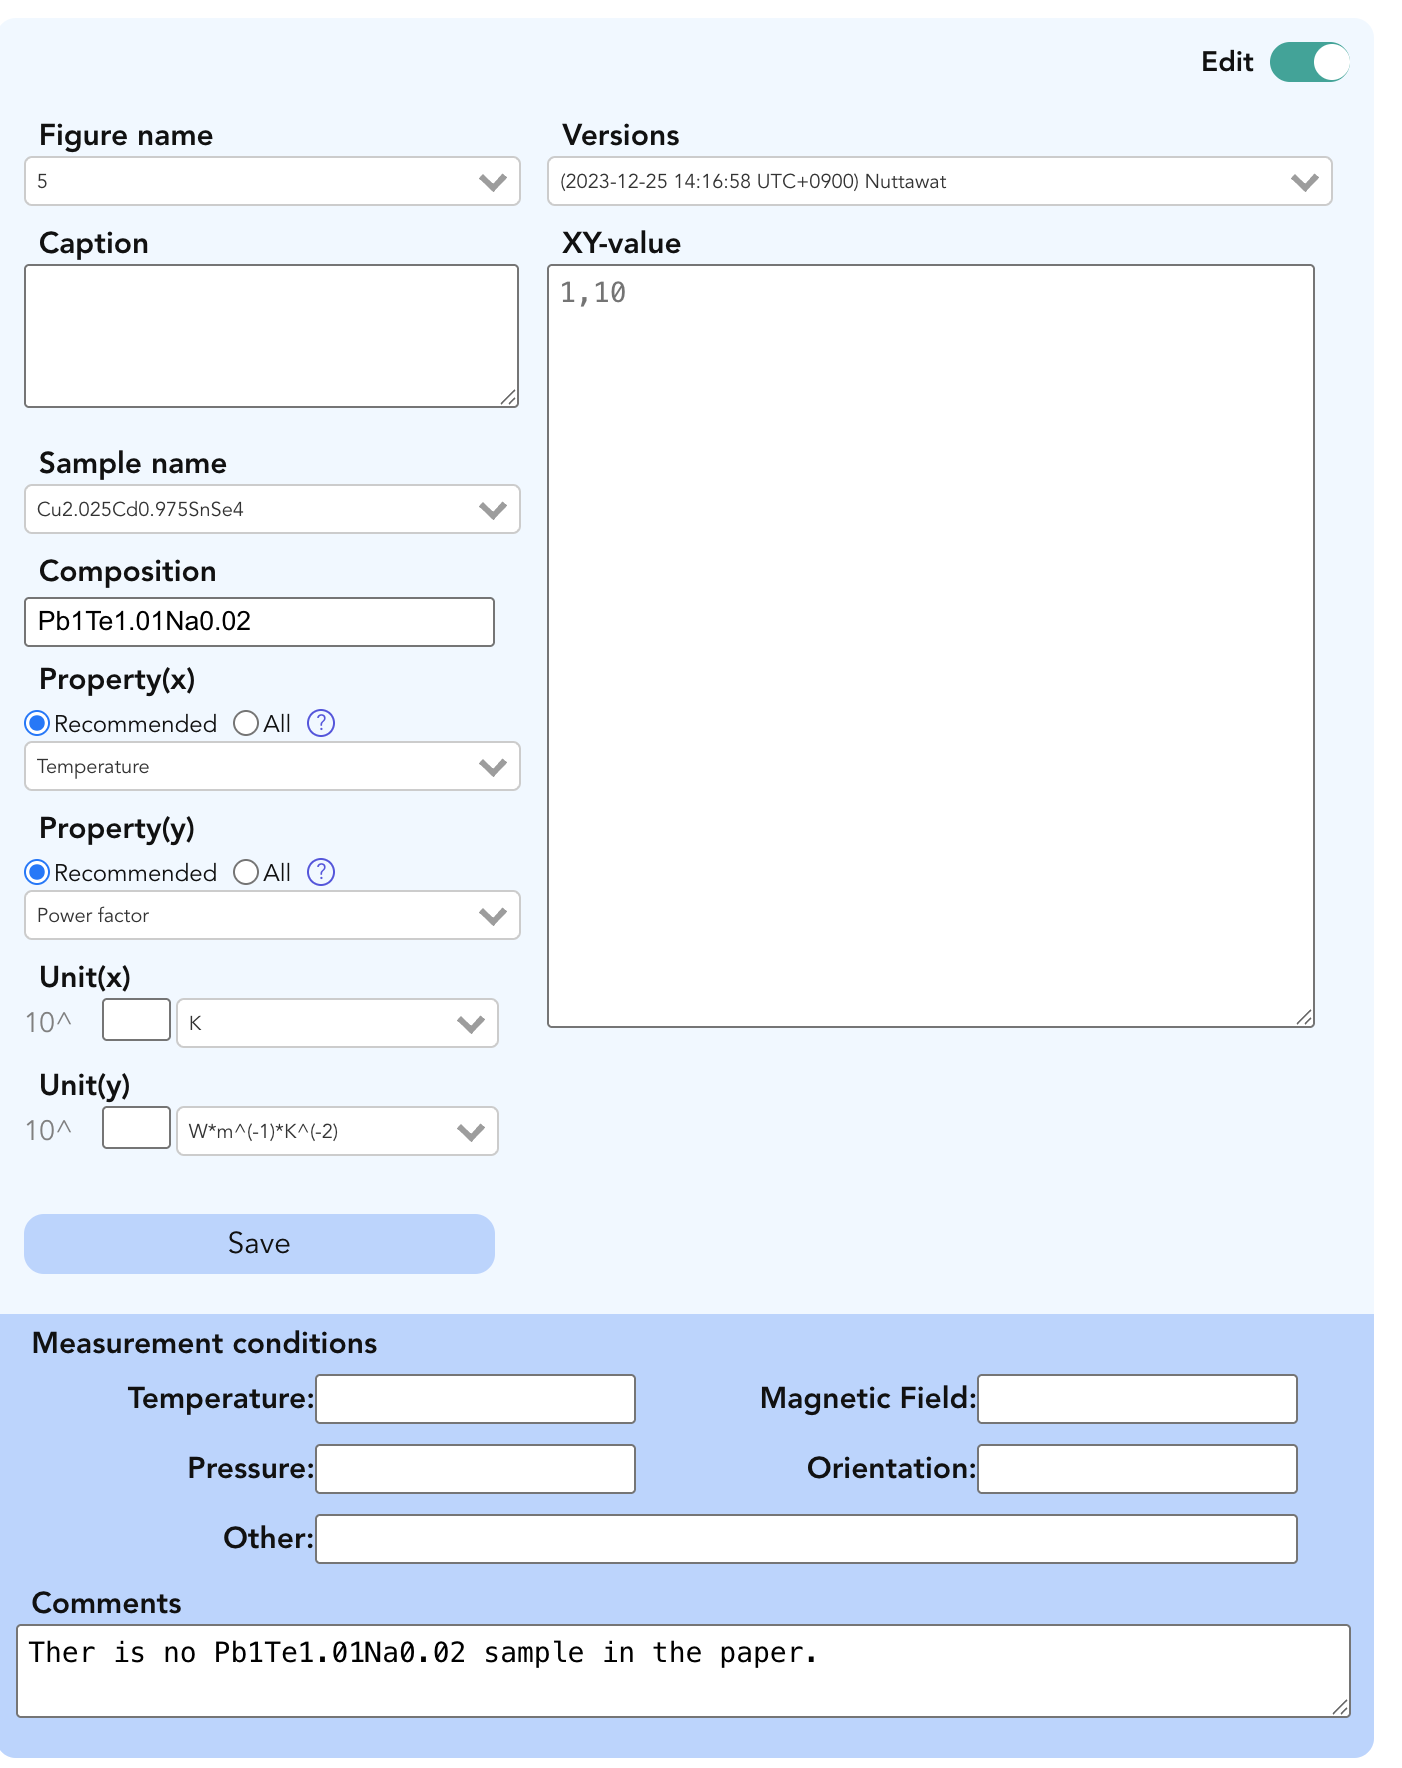 Edit
Figure name
5
Versions
(2023-12-25 14:16:58 UTC+0900) Nuttawat
Caption
XY-value
1,10
Sample name
Cu2.025Cd0.975SnSe4
Composition
Pb1Te1.01Na0.02
Property(x)
Recommended All ?
Temperature
Property(y)
Recommended All ?
Power factor
Unit(x)
10^ K
Unit(y)
10^ W*m^(-1)*K^(-2)
Save
Measurement conditions
Temperature: Magnetic Field:
Pressure: Orientation:
Other:
Comments
Ther is no Pb1Te1.01Na0.02 sample in the paper.